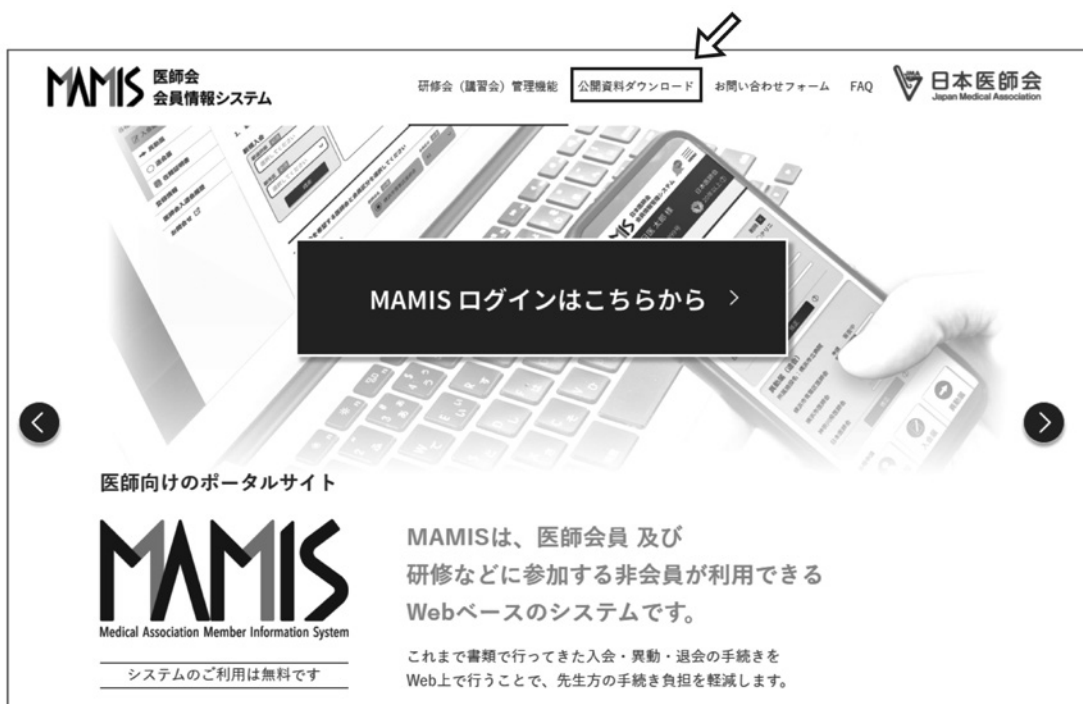 MAMIS 医師会
会員情報システム
研修会（講習会）管理機能 公開資料ダウンロード お問い合わせフォーム FAQ 日本医師会
Japan Medical Association
MAMIS ログインはこちらから
医師向けのポータルサイト
MAMIS
Medical Association Member Information System
システムのご利用は無料です
MAMISは、医師会員 及び
研修などに参加する非会員が利用できる
Webベースのシステムです。
これまで書類で行ってきた入会・異動・退会の手続きを
Web上で行うことで、先生方の手続き負担を軽減します。